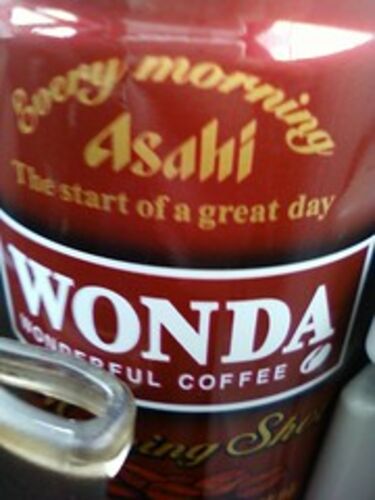 Every morning
Asahi
The start of a great day
WONDA
WONDERFUL COFFEE